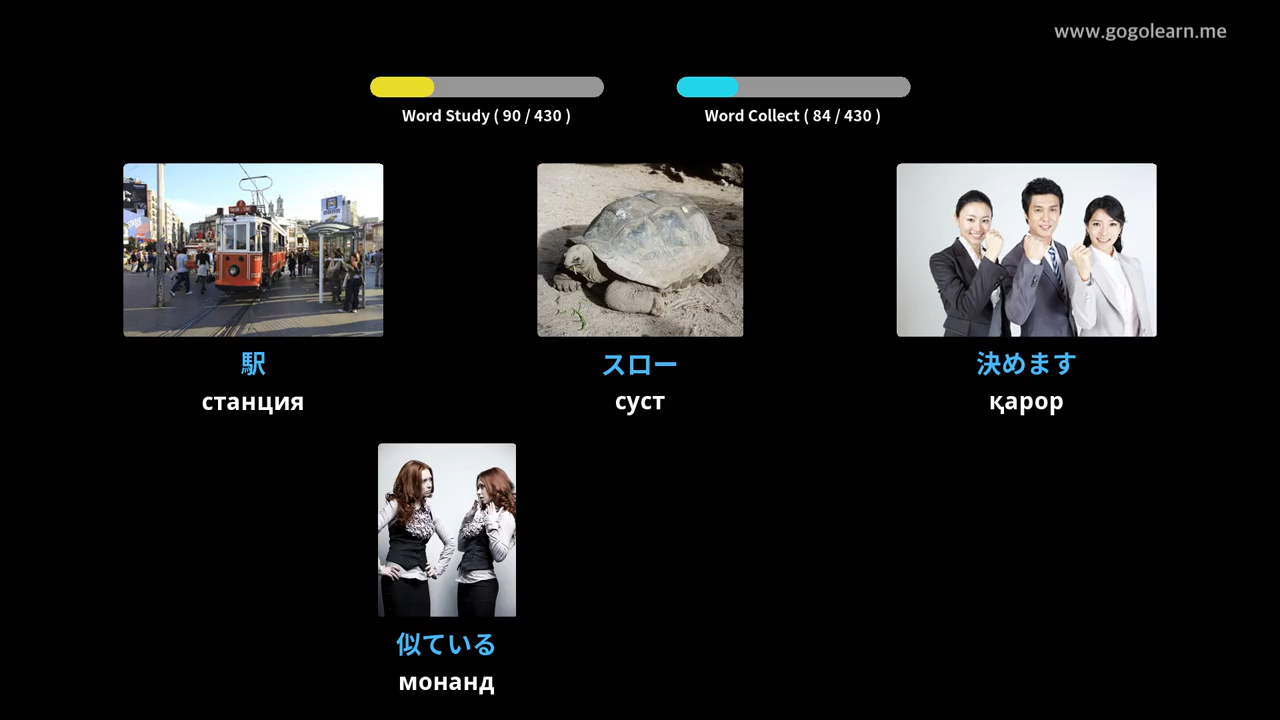 www.gogolearn.me
Word Study ( 90 / 430 )
Word Collect ( 84 / 430 )
駅
станция
スロー
суст
決めます
қарор
似ている
монанд